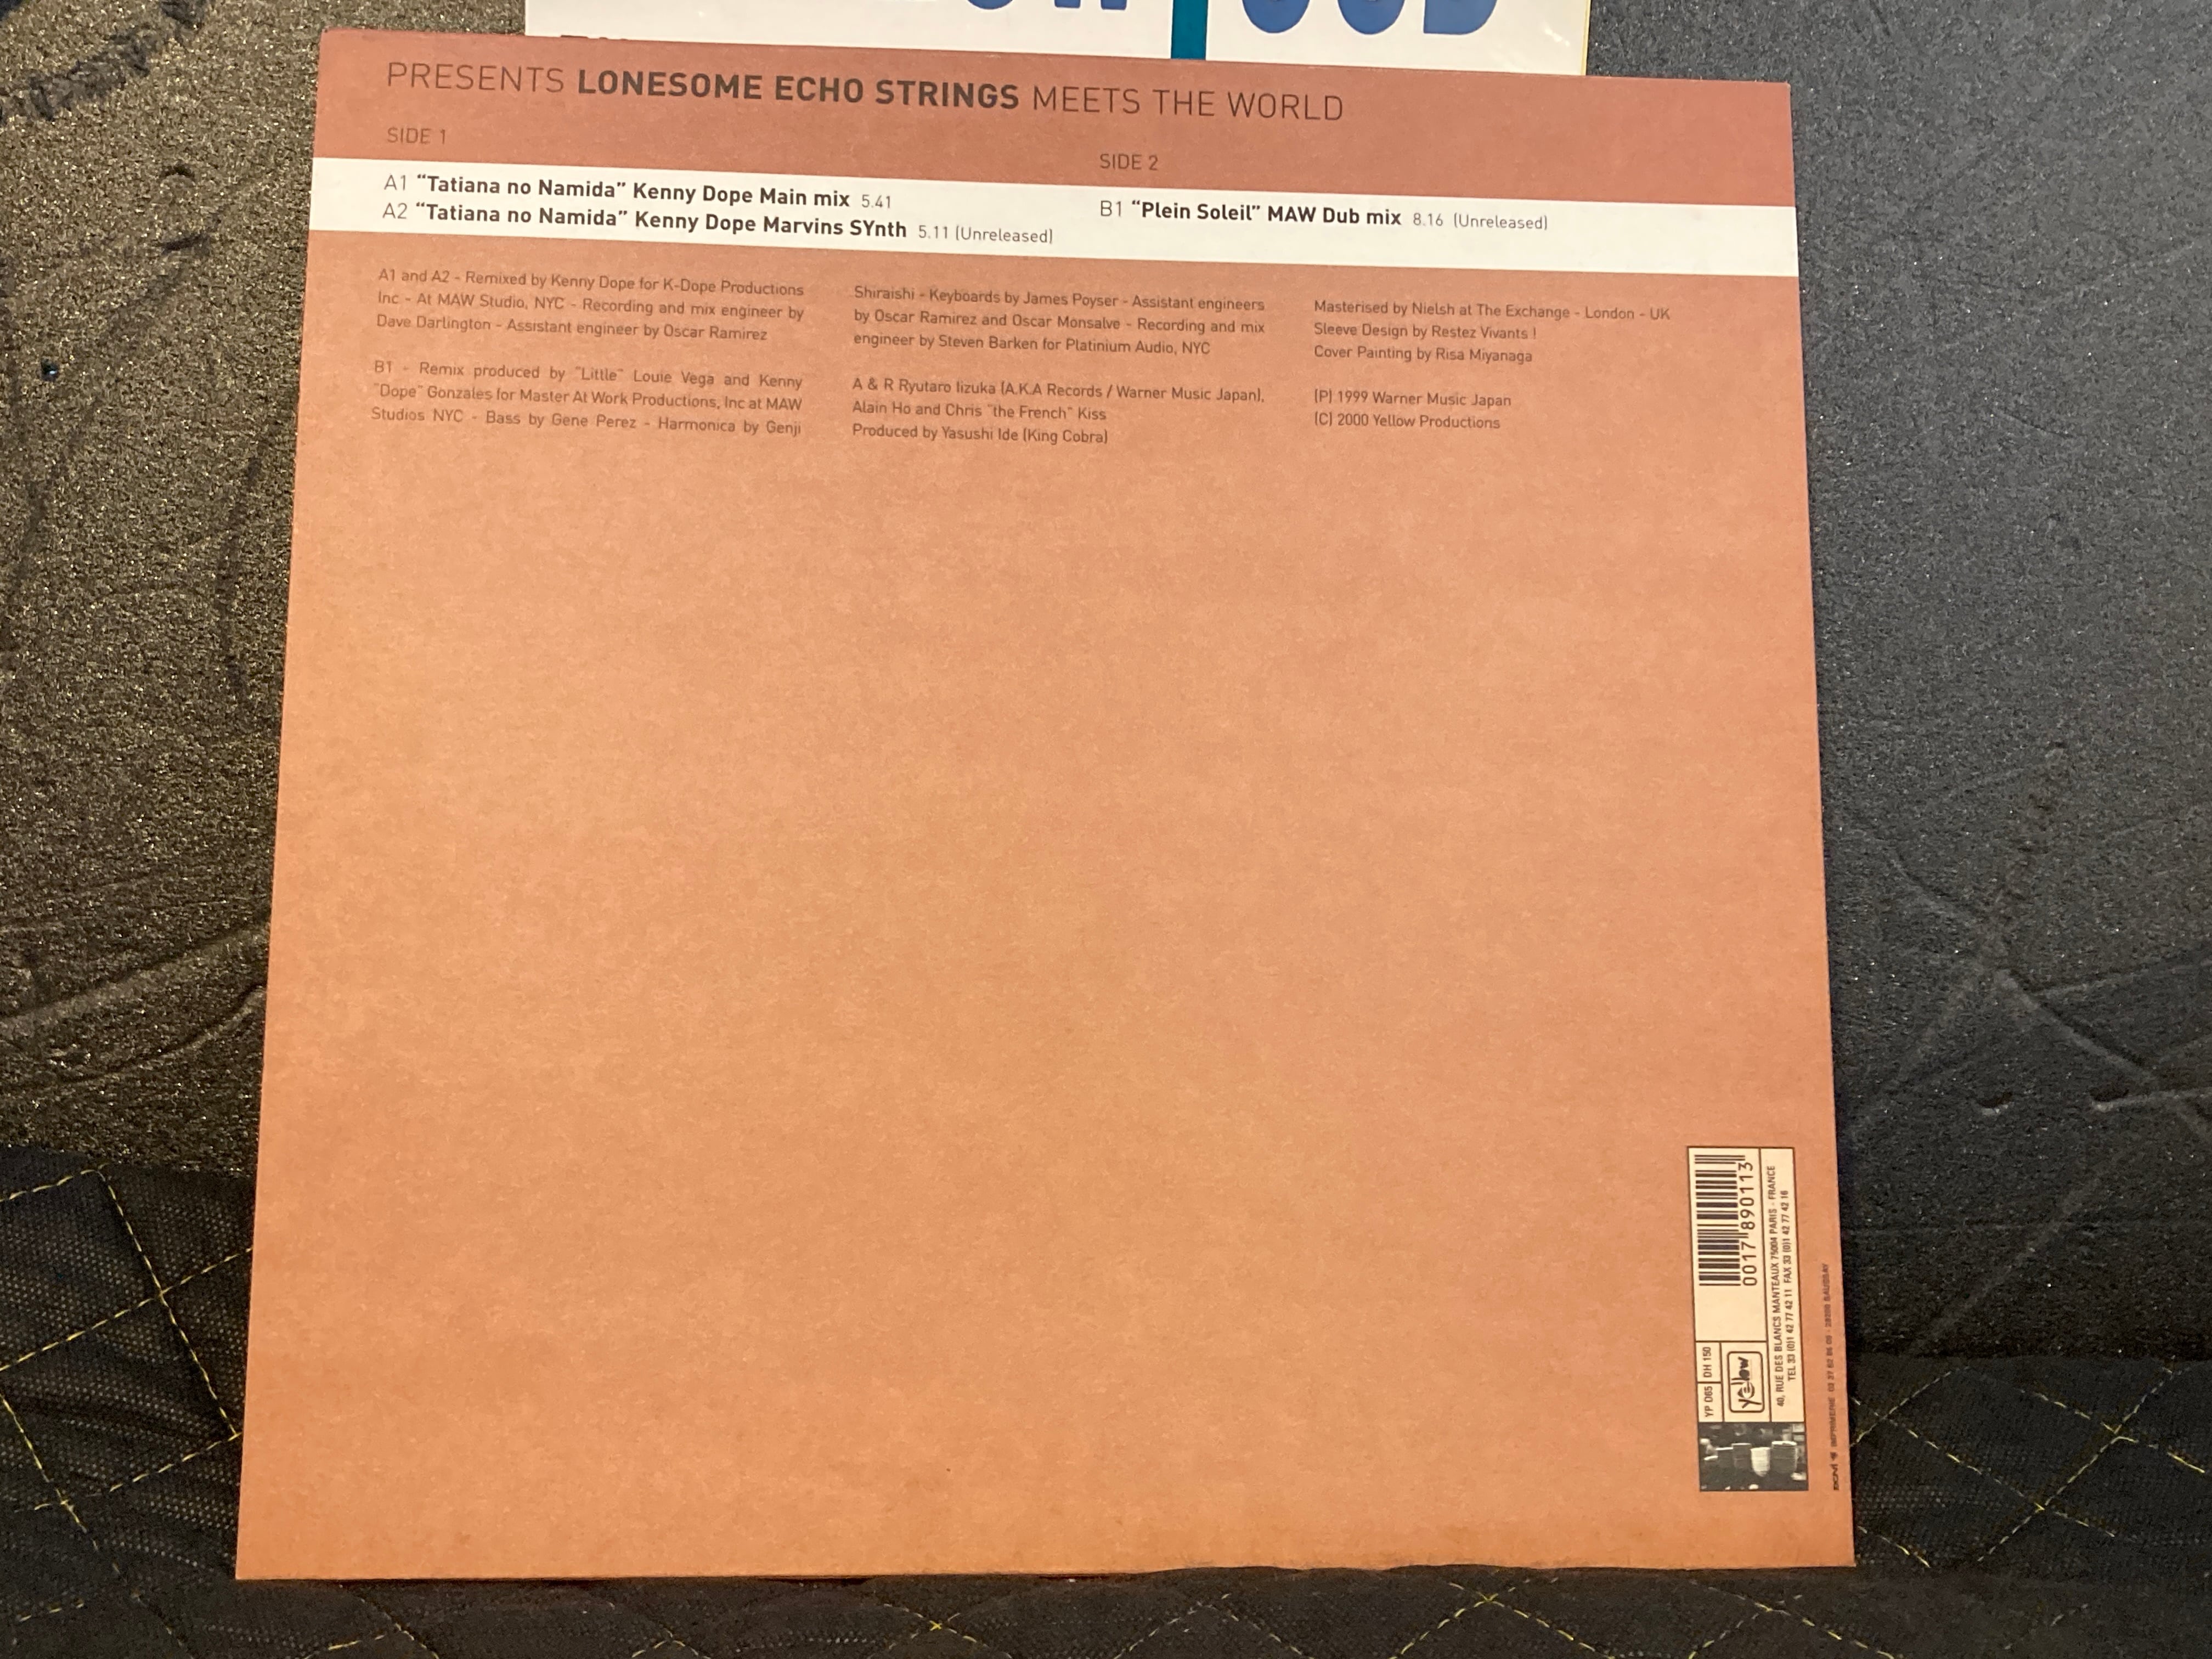 PRESENTS LONESOME ECHO STRINGS MEETS THE WORLD
SIDE 1
A1 “Tatiana no Namida” Kenny Dope Main mix 5.41
A2 “Tatiana no Namida” Kenny Dope Marvins SYnth 5.11 (Unreleased)
SIDE 2
B1 “Plein Soleil” MAW Dub mix 8.16 (Unreleased)
A1 and A2 - Remixed by Kenny Dope for K-Dope Productions
Inc - At MAW Studio, NYC - Recording and mix engineer by
Dave Darlington - Assistant engineer by Oscar Ramirez
B1 - Remix produced by "Little" Louie Vega and Kenny
"Dope" Gonzales for Master At Work Productions, Inc at MAW
Studios NYC - Bass by Gene Perez - Harmonica by Genji
Shiraishi - Keyboards by James Poyser - Assistant engineers
by Oscar Ramirez and Oscar Monsalve - Recording and mix
engineer by Steven Barken for Platinium Audio, NYC
A & R Ryutaro Iizuka (A.K.A Records / Warner Music Japan),
Alain Ho and Chris "the French" Kiss
Produced by Yasushi Ide (King Cobra)
Masterised by Nielsh at The Exchange - London - UK
Sleeve Design by Restez Vivants !
Cover Painting by Risa Miyanaga
(P) 1999 Warner Music Japan
(C) 2000 Yellow Productions
0017 890113
YP 065 DH 150
yellow
40, RUE DES BLANCS MANTEAUX 75004 PARIS - FRANCE
TEL 33 (0)1 42 77 42 11 FAX 33 (0)1 42 77 42 16